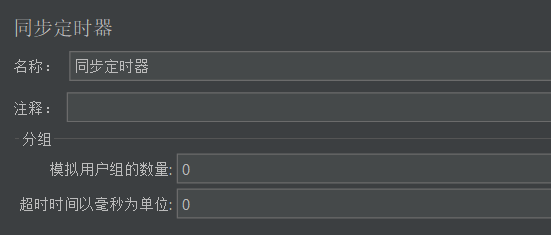 同步定时器
名称： 同步定时器
注释：
分组
模拟用户组的数量: 0
超时时间以毫秒为单位: 0